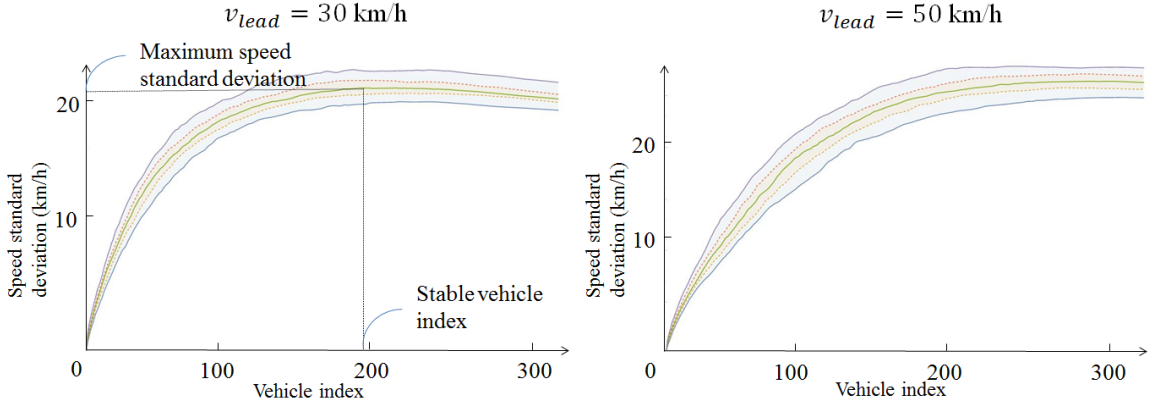 v_lead = 30 km/h
Maximum speed
standard deviation
20
10
Speed standard
deviation (km/h)
Stable vehicle
index
0
100
200
300
Vehicle index
v_lead = 50 km/h
20
10
Speed standard
deviation (km/h)
0
100
200
300
Vehicle index